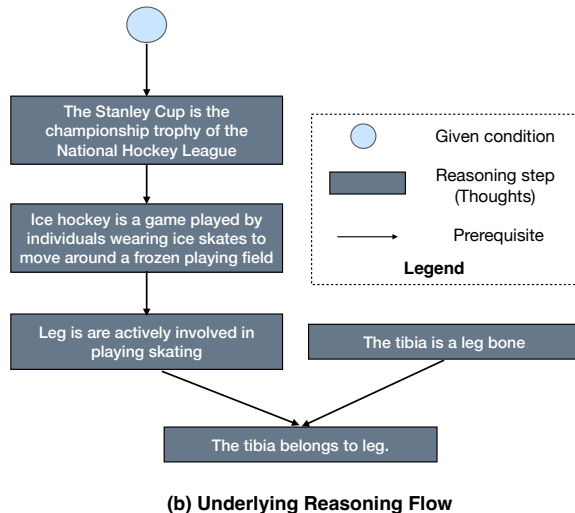 The Stanley Cup is the
championship trophy of the
National Hockey League
Ice hockey is a game played by
individuals wearing ice skates to
move around a frozen playing field
Leg is are actively involved in
playing skating
The tibia is a leg bone
The tibia belongs to leg.
Given condition
Reasoning step
(Thoughts)
Prerequisite
Legend
(b) Underlying Reasoning Flow